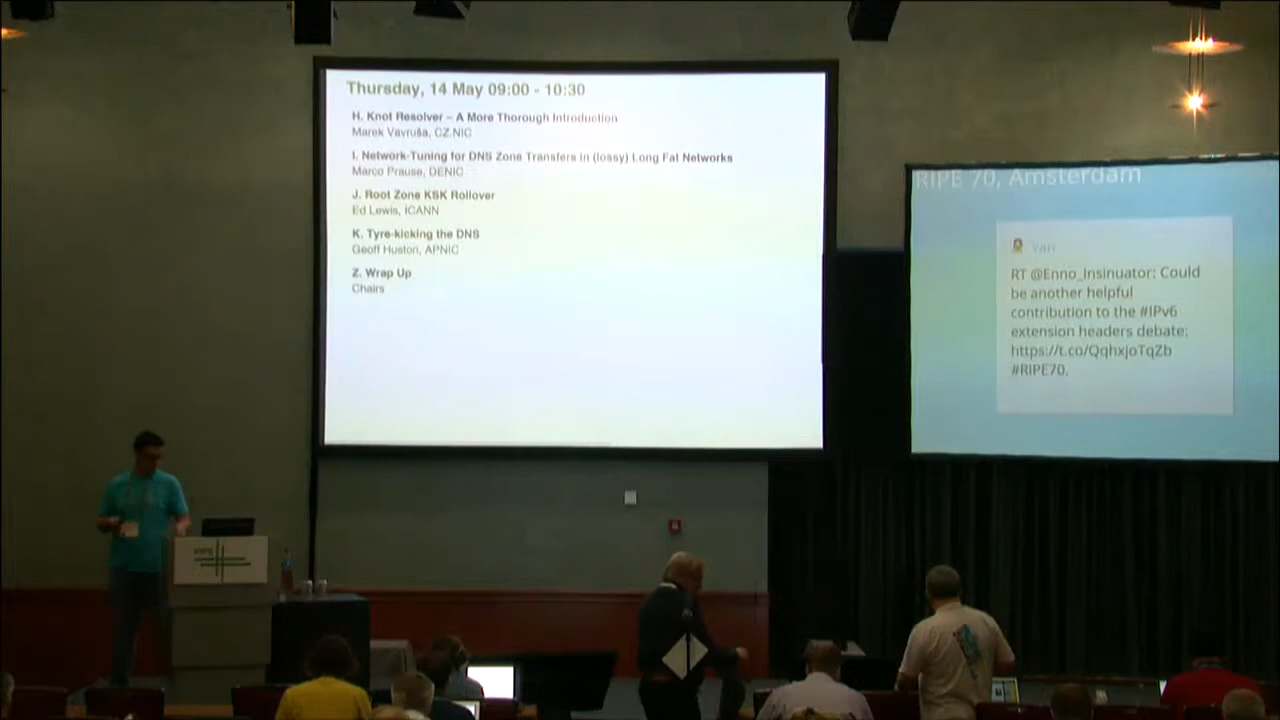 Thursday, 14 May 09:00 - 10:30
H. Knot Resolver – A More Thorough Introduction
Marek Vavruša, CZ.NIC
I. Network-Tuning for DNS Zone Transfers in (lossy) Long Fat Networks
Marco Prause, DENIC
J. Root Zone KSK Rollover
Ed Lewis, ICANN
K. Tyre-kicking the DNS
Geoff Huston, APNIC
Z. Wrap Up
Chairs
RIPE 70, Amsterdam
Yan
RT @Enno_Insinuator: Could
be another helpful
contribution to the #IPv6
extension headers debate:
https://t.co/QqhxJoTqZb
#RIPE70.
RIPE